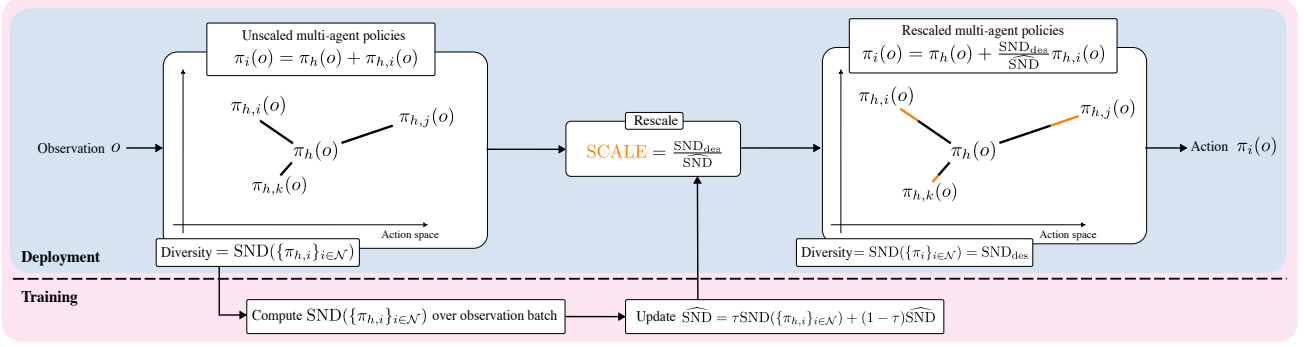 Unscaled multi-agent policies
π_i(o) = π_h(o) + π_{h,i}(o)
π_{h,i}(o)
π_{h,j}(o)
π_h(o)
π_{h,k}(o)
Action space
Observation o
Diversity = SND({π_{h,i}}_{i∈𝒩})
Rescale
SCALE = SND_des / \widehat{SND}
Rescaled multi-agent policies
π_i(o) = π_h(o) + \frac{SND_des}{\widehat{SND}} π_{h,i}(o)
π_{h,i}(o)
π_{h,j}(o)
π_h(o)
π_{h,k}(o)
Action space
Action π_i(o)
Diversity= SND({π_i}_{i∈𝒩}) = SND_des
Deployment
Training
Compute SND({π_{h,i}}_{i∈𝒩}) over observation batch
Update \widehat{SND} = τSND({π_{h,i}}_{i∈𝒩}) + (1 − τ)\widehat{SND}